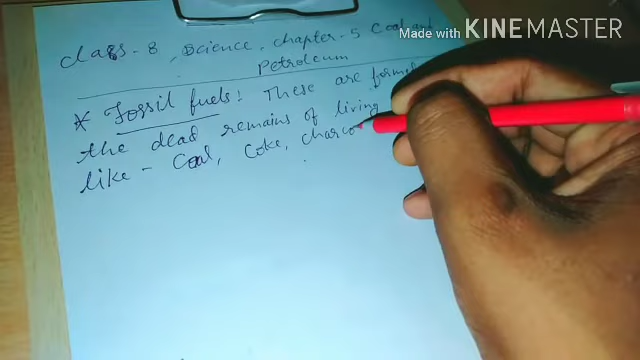 Made with KINEMASTER
Class-8, Science, chapter-5 Coal and
Petroleum
* Fossil fuels: These are formed
the dead remains of living
like - Coal, Coke, charco